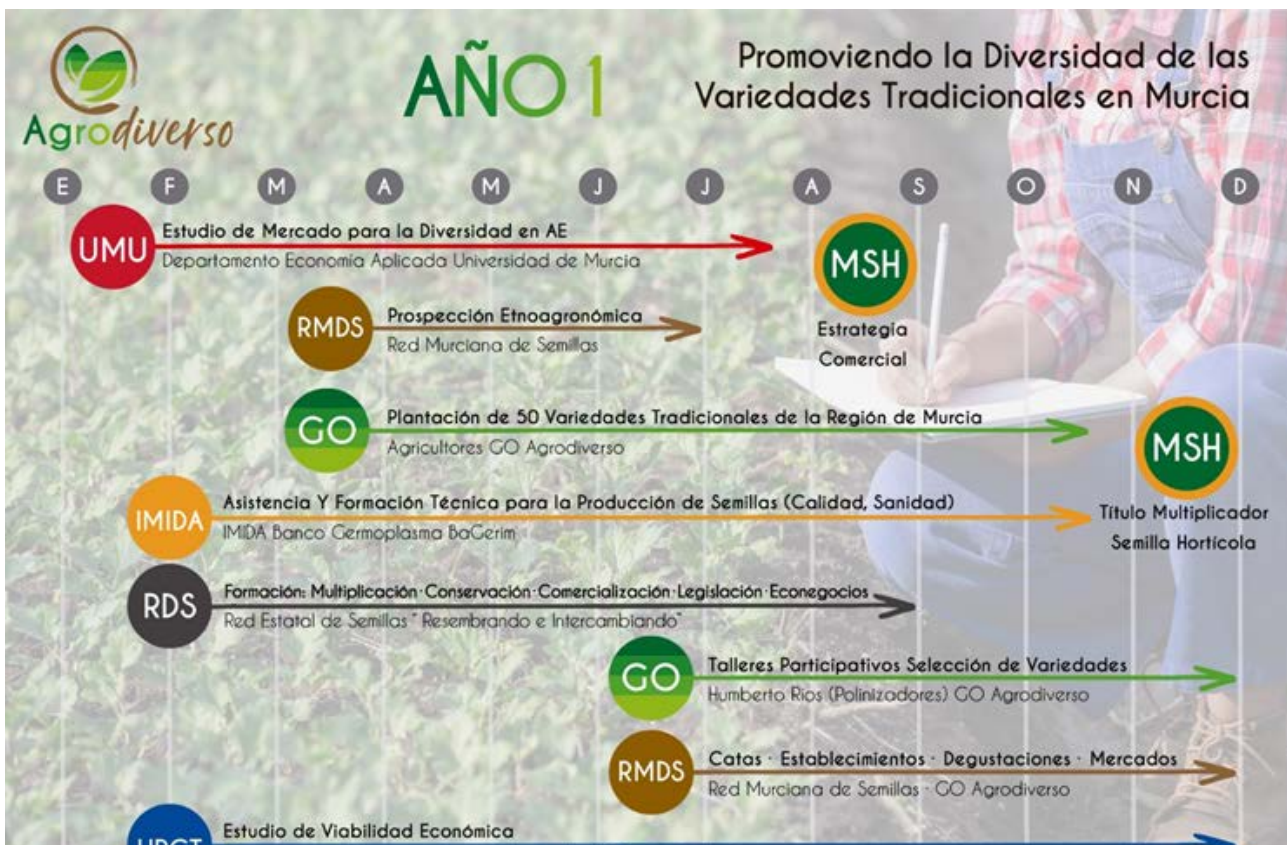 AÑO 1
Promoviendo la Diversidad de las
Variedades Tradicionales en Murcia
Agrodiverso
E F M A M J J A S O N D
UMU
Estudio de Mercado para la Diversidad en AE
Departamento Economía Aplicada Universidad de Murcia
MSH
Estrategia
Comercial
RMDS
Prospección Etnoagronómica
Red Murciana de Semillas
GO
Plantación de 50 Variedades Tradicionales de la Región de Murcia
Agricultores GO Agrodiverso
MSH
Título Multiplicador
Semilla Hortícola
IMIDA
Asistencia Y Formación Técnica para la Producción de Semillas (Calidad, Sanidad)
IMIDA Banco Germoplasma BaGerim
RDS
Formación: Multiplicación · Conservación · Comercialización · Legislación · Econegocios
Red Estatal de Semillas " Resembrando e Intercambiando"
GO
Talleres Participativos Selección de Variedades
Humberto Rios (Polinizadores) GO Agrodiverso
RMDS
Catas · Establecimientos · Degustaciones · Mercados
Red Murciana de Semillas · GO Agrodiverso
Estudio de Viabilidad Económica